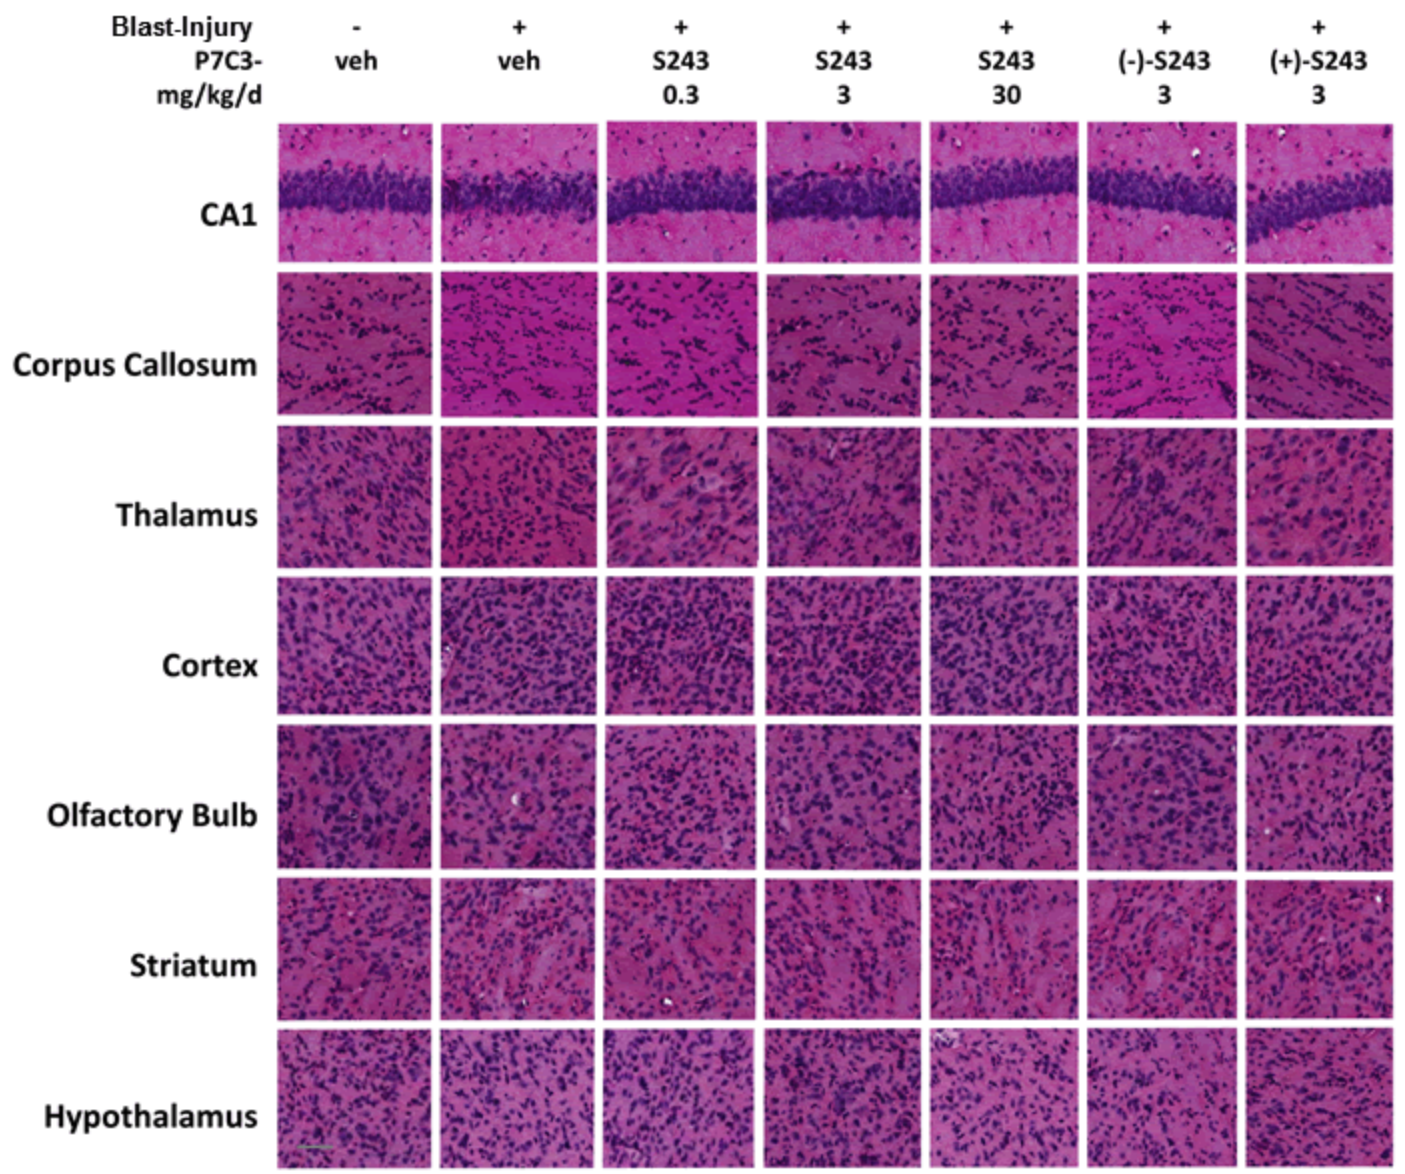 Blast-Injury - + + + + + +
P7C3- veh veh S243 S243 S243 (-)-S243 (+)-S243
mg/kg/d 0.3 3 30 3 3
CA1
Corpus Callosum
Thalamus
Cortex
Olfactory Bulb
Striatum
Hypothalamus